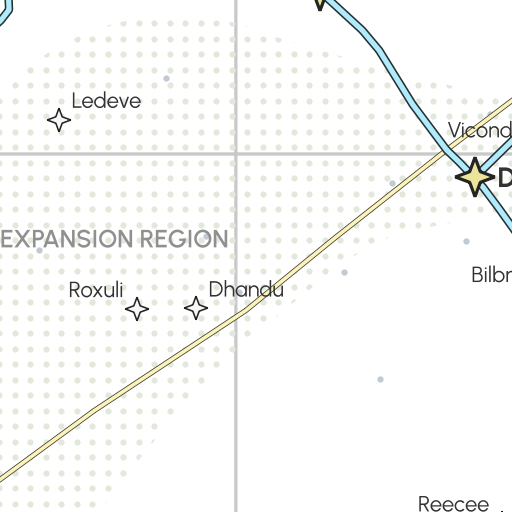 Ledeve
Vicond
D
EXPANSION REGION
Bilbr
Roxuli
Dhandu
Reecee